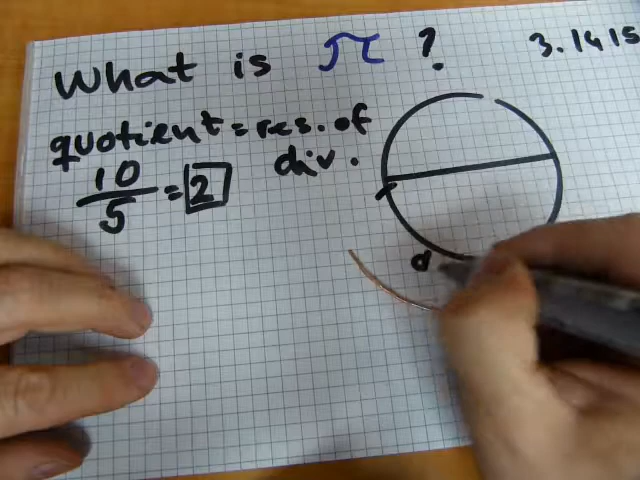 What is π ? 3.1415
quotient = res. of
div.
10/5 = 2
d